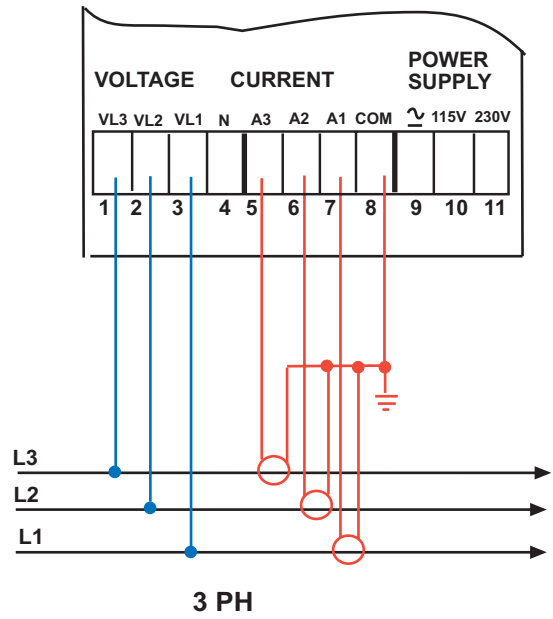 POWER
VOLTAGE CURRENT SUPPLY
VL3 VL2 VL1 N A3 A2 A1 COM 115V 230V
1 2 3 4 5 6 7 8 9 10 11
L3
L2
L1
3 PH